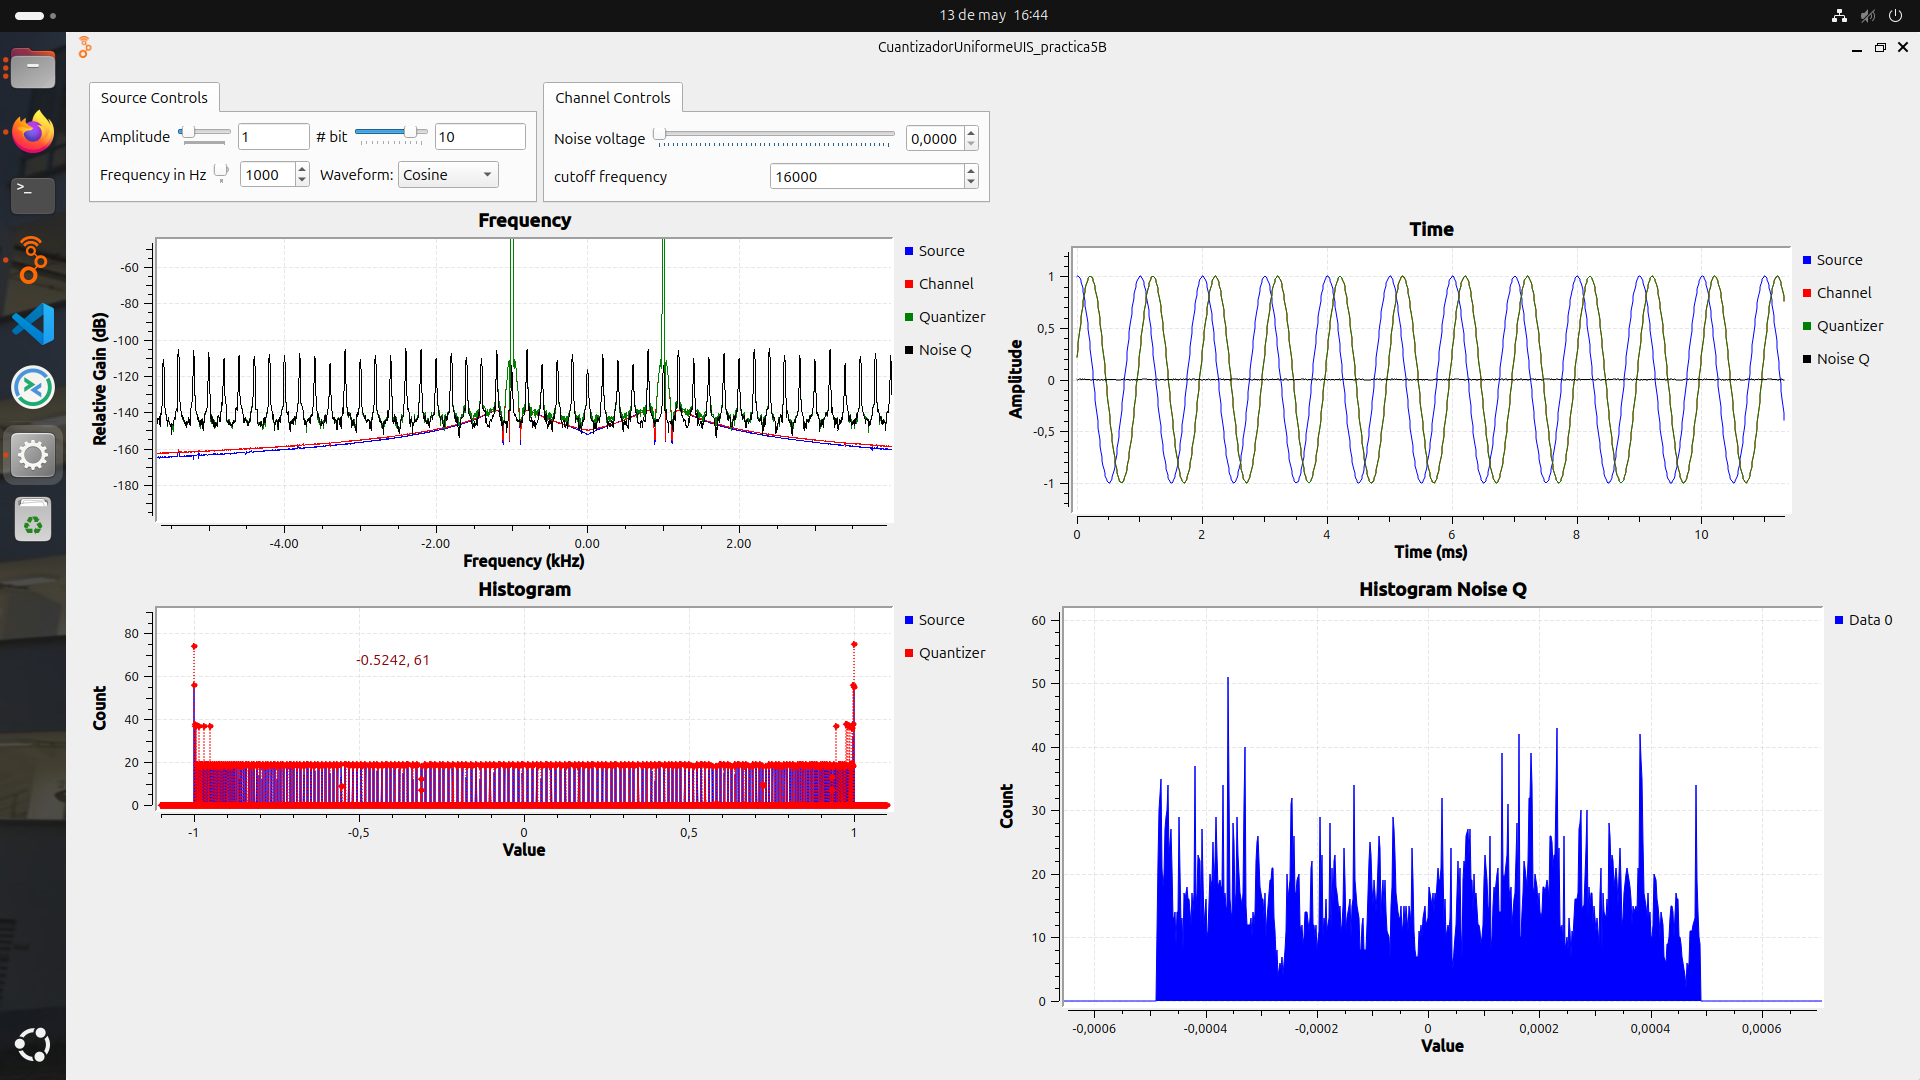 13 de may 16:44
CuantizadorUniformeUIS_practica5B
Source Controls
Amplitude 1 # bit 10
Frequency in Hz 1000 Waveform: Cosine
Channel Controls
Noise voltage 0,0000
cutoff frequency 16000
Frequency
Relative Gain (dB)
-60
-80
-100
-120
-140
-160
-180
-4.00 -2.00 0.00 2.00
Frequency (kHz)
Source
Channel
Quantizer
Noise Q
Time
Amplitude
1
0,5
0
-0,5
-1
0 2 4 6 8 10
Time (ms)
Source
Channel
Quantizer
Noise Q
Histogram
Count
80
60
40
20
0
-0.5242, 61
-1 -0,5 0 0,5 1
Value
Source
Quantizer
Histogram Noise Q
Count
60
50
40
30
20
10
0
-0,0006 -0,0004 -0,0002 0 0,0002 0,0004 0,0006
Value
Data 0